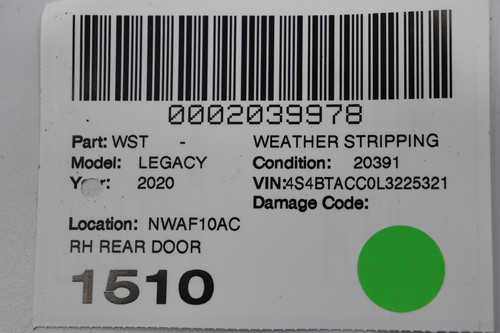 0002039978
Part: WST - WEATHER STRIPPING
Model: LEGACY Condition: 20391
Year: 2020 VIN:4S4BTACC0L3225321
Damage Code:
Location: NWAF10AC
RH REAR DOOR
1510